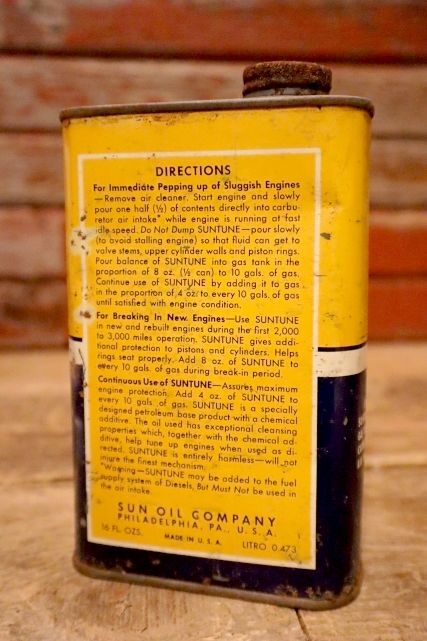 DIRECTIONS
For Immediate Pepping up of Sluggish Engines
—Remove air cleaner. Start engine and slowly
pour one half (½) of contents directly into carbu-
retor air intake* while engine is running at fast
idle speed. Do Not Dump SUNTUNE—pour slowly
(to avoid stalling engine) so that fluid can get to
valve stems, upper cylinder walls and piston rings.
Pour balance of SUNTUNE into gas tank in the
proportion of 8 oz. (½ can) to 10 gals. of gas.
Continue use of SUNTUNE by adding it to gas
in the proportion of 4 oz. to every 10 gals. of gas
until satisfied with engine condition.
For Breaking In New Engines—Use SUNTUNE
in new and rebuilt engines during the first 2,000
to 3,000 miles operation. SUNTUNE gives addi-
tional protection to pistons and cylinders. Helps
rings seat properly. Add 8 oz. of SUNTUNE to
every 10 gals. of gas during break-in period.
Continuous Use of SUNTUNE—Assures maximum
engine protection. Add 4 oz. of SUNTUNE to
every 10 gals. of gas. SUNTUNE is a specially
designed petroleum base product with a chemical
additive. The oil used has exceptional cleansing
properties which, together with the chemical ad-
ditive, help tune up engines when used as di-
rected. SUNTUNE is entirely harmless—will not
injure the finest mechanism.
*Warning—SUNTUNE may be added to the fuel
supply system of Diesels, But Must Not be used in
the air intake.
SUN OIL COMPANY
PHILADELPHIA, PA., U. S. A.
16 FL. OZS.
MADE IN U. S. A.
LITRO 0.473